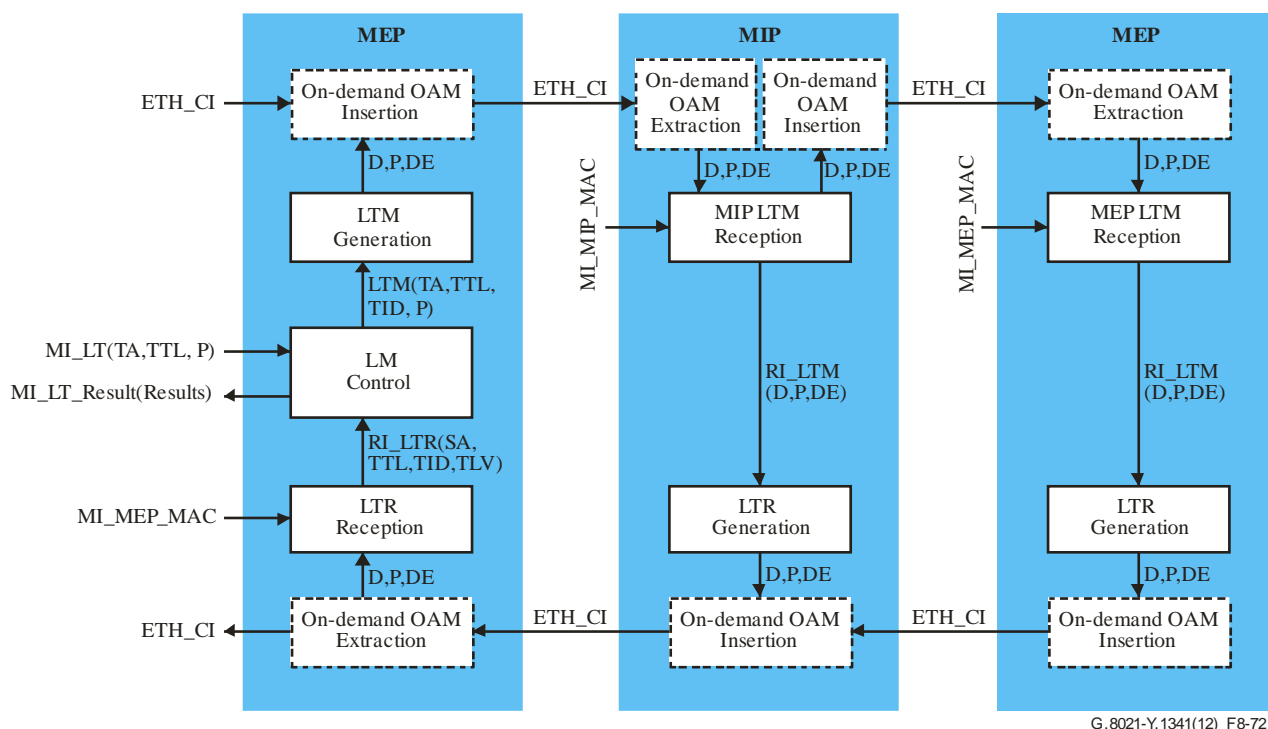 MEP
MIP
MEP
ETH_CI
On-demand OAM
Insertion
ETH_CI
On-demand
OAM
Extraction
On-demand
OAM
Insertion
ETH_CI
On-demand OAM
Extraction
D,P,DE
D,P,DE
D,P,DE
D,P,DE
LTM
Generation
MI_MIP_MAC
MIP LTM
Reception
MI_MEP_MAC
MEP LTM
Reception
LTM(TA,TTL,
TID, P)
MI_LT(TA,TTL, P)
MI_LT_Result(Results)
LM
Control
RI_LTM
(D,P,DE)
RI_LTM
(D,P,DE)
RI_LTR(SA,
TTL,TID,TLV)
MI_MEP_MAC
LTR
Reception
LTR
Generation
LTR
Generation
D,P,DE
D,P,DE
D,P,DE
ETH_CI
On-demand OAM
Extraction
ETH_CI
On-demand OAM
Insertion
ETH_CI
On-demand OAM
Insertion
G.8021-Y.1341(12)_F8-72